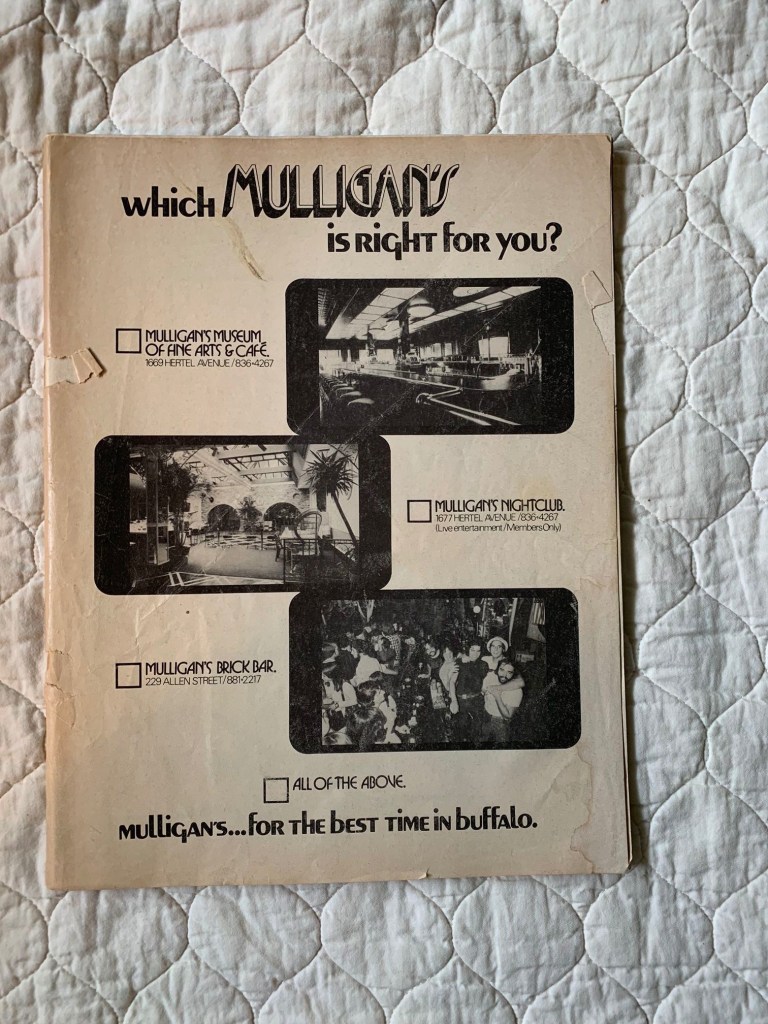 which MULLIGAN'S
is right for you?
MULLIGAN'S MUSEUM
OF FINE ARTS & CAFÉ.
1669 HERTEL AVENUE/836•4267
MULLIGAN'S NIGHTCLUB.
1677 HERTEL AVENUE/836•4267
(Live entertainment/Members Only)
MULLIGAN'S BRICK BAR.
229 ALLEN STREET/881•2217
ALL OF THE ABOVE.
Mulligan's...for the best time in buffalo.